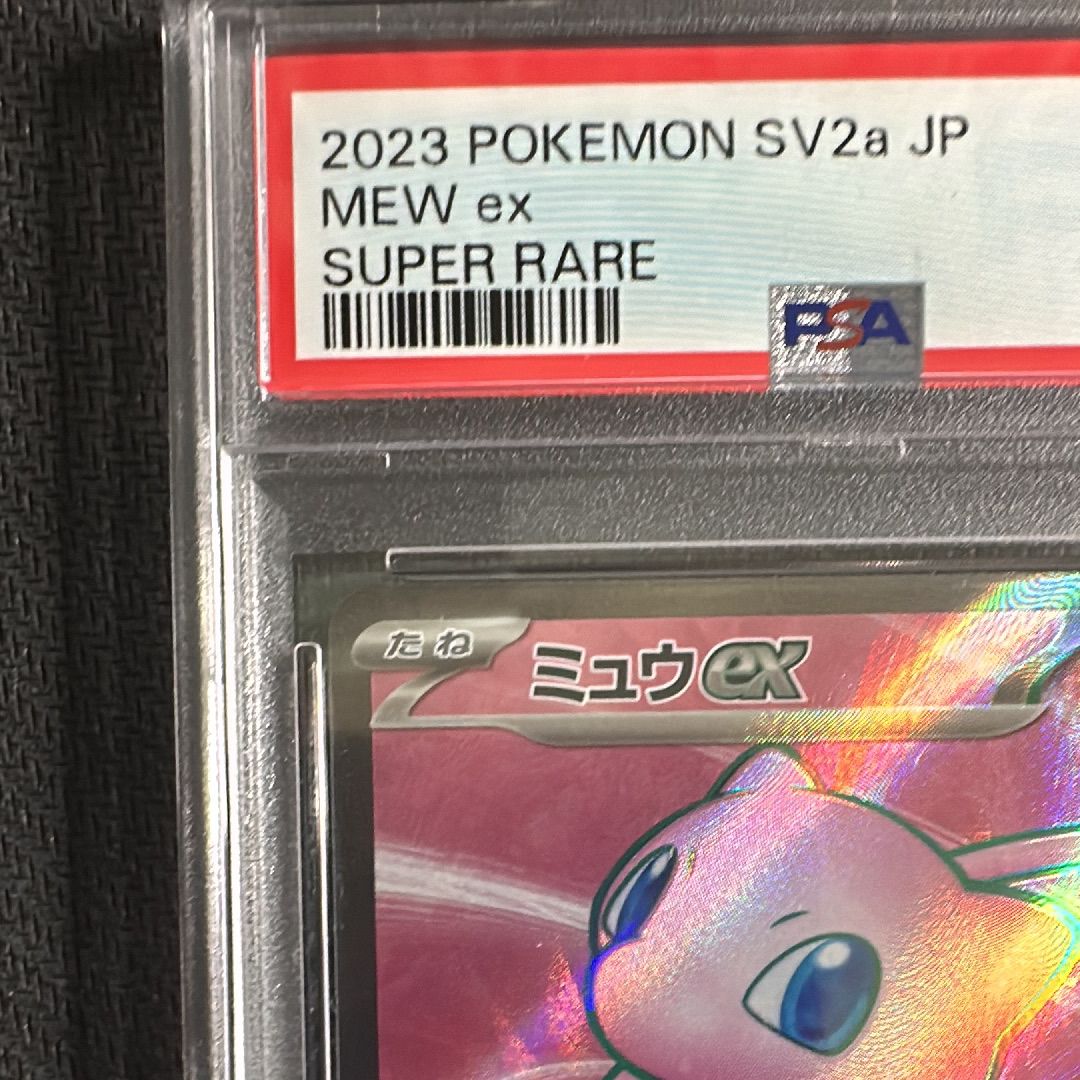 2023 POKEMON SV2a JP
MEW ex
SUPER RARE
PSA
たね
ミュウex